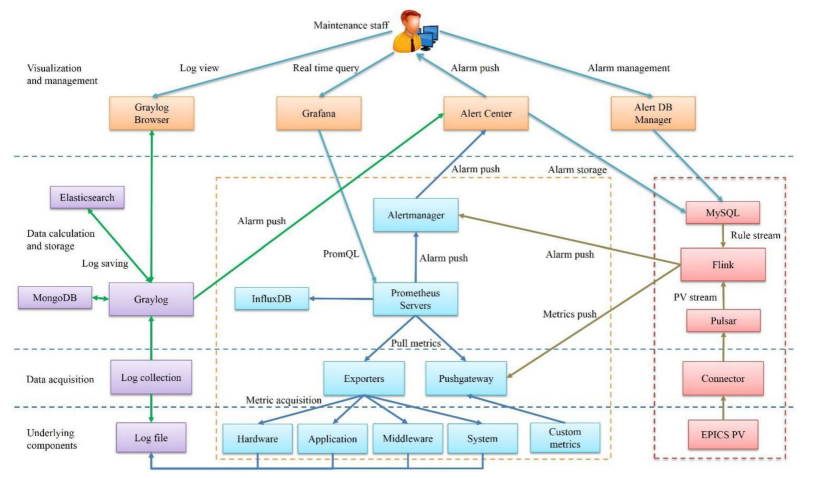 Maintenance staff
Visualization
and management
Log view
Real time query
Alarm push
Alarm management
Graylog
Browser
Grafana
Alert Center
Alert DB
Manager
Alarm push
Alarm storage
Elasticsearch
Alertmanager
MySQL
Alarm push
Rule stream
Data calculation
and storage
PromQL
Alarm push
Alarm push
Flink
Log saving
MongoDB
Graylog
InfluxDB
Prometheus
Servers
PV stream
Metrics push
Pulsar
Pull metrics
Data acquisition
Log collection
Exporters
Pushgateway
Connector
Metric acquisition
Underlying
components
Log file
Hardware
Application
Middleware
System
Custom
metrics
EPICS PV